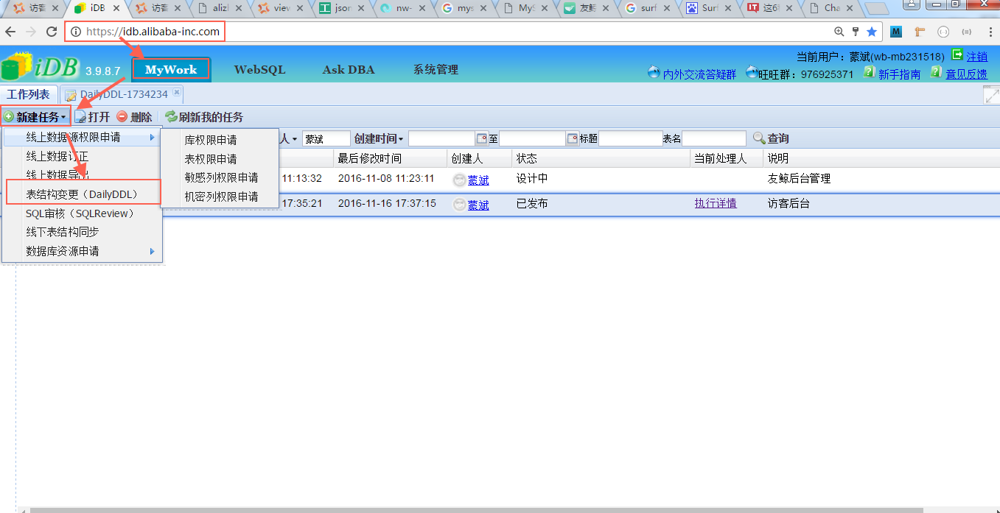 访客 iDB 访客 aliz view json nw- mys MyS 友鲸 surf Surf 这6 Cha
https://idb.alibaba-inc.com
iDB 3.9.8.7 MyWork WebSQL Ask DBA 系统管理
当前用户：蒙斌(wb-mb231518) 注销
内外交流答疑群 旺旺群：976925371 新手指南 意见反馈
工作列表 DailyDDL-1734234
新建任务 打开 删除 刷新我的任务
人 蒙斌 创建时间 至 标题 表名 查询
最后修改时间 创建人 状态 当前处理人 说明
11:13:32 2016-11-08 11:23:11 蒙斌 设计中 友鲸后台管理
17:35:21 2016-11-16 17:37:15 蒙斌 已发布 执行详情 访客后台
线上数据源权限申请
线上数据订正
线上数据导出
表结构变更（DailyDDL）
SQL审核（SQLReview）
线下表结构同步
数据库资源申请
库权限申请
表权限申请
敏感列权限申请
机密列权限申请